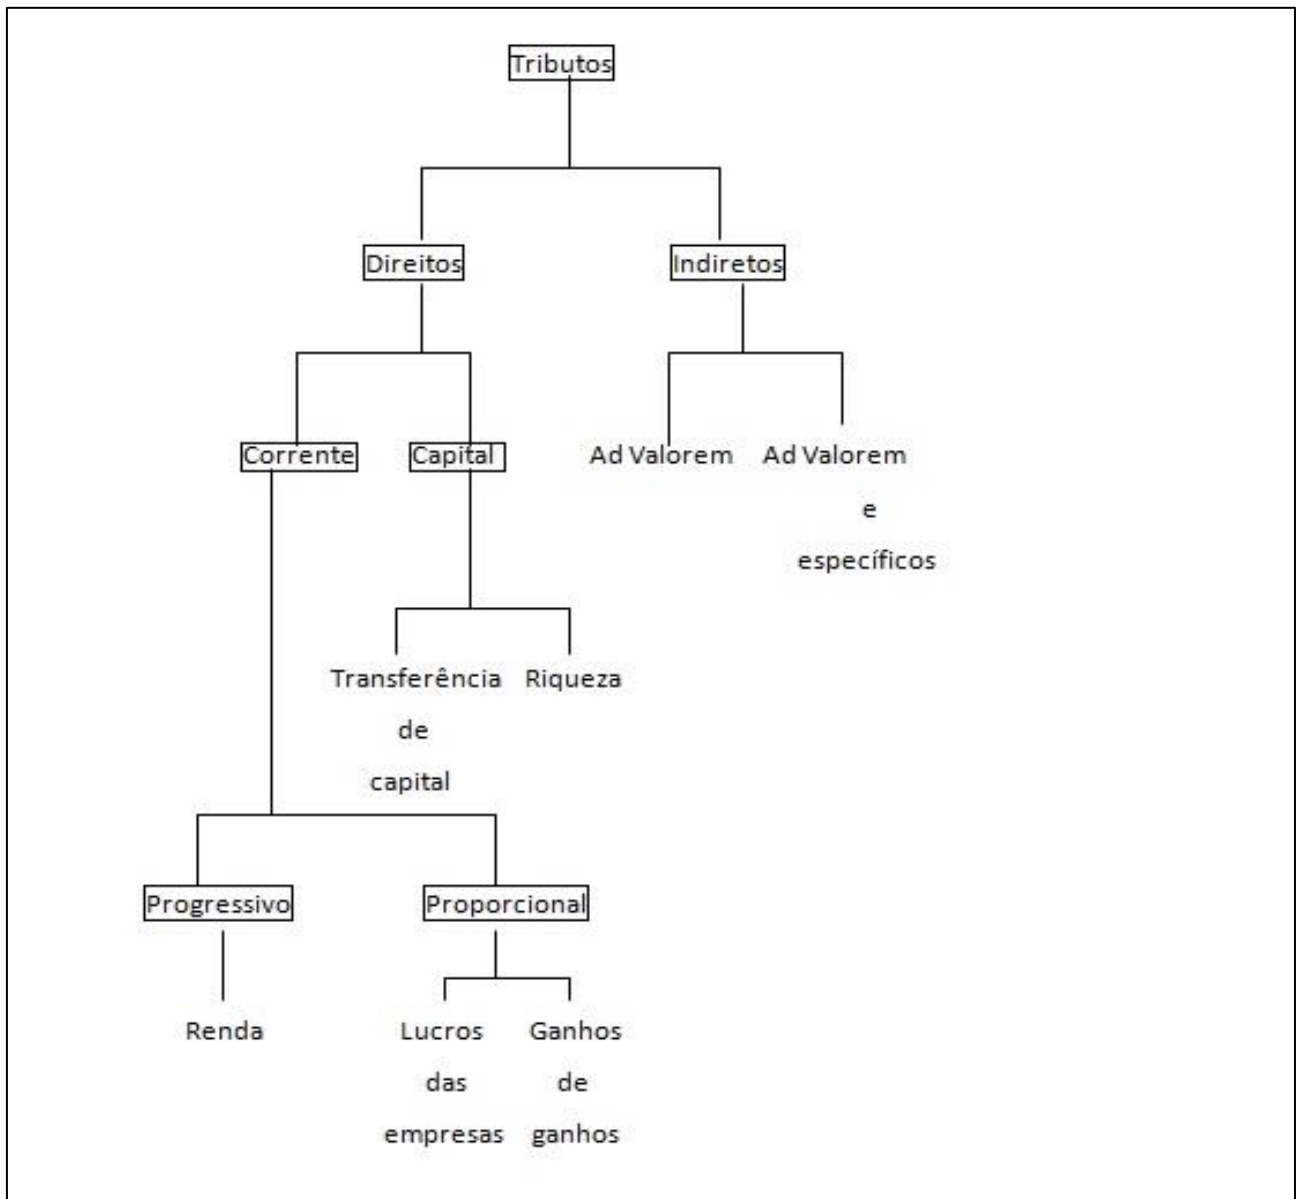 Tributos
Direitos
Indiretos
Corrente
Capital
Ad Valorem
Ad Valorem
e
específicos
Transferência
de
capital
Riqueza
Progressivo
Proporcional
Renda
Lucros
das
empresas
Ganhos
de
ganhos